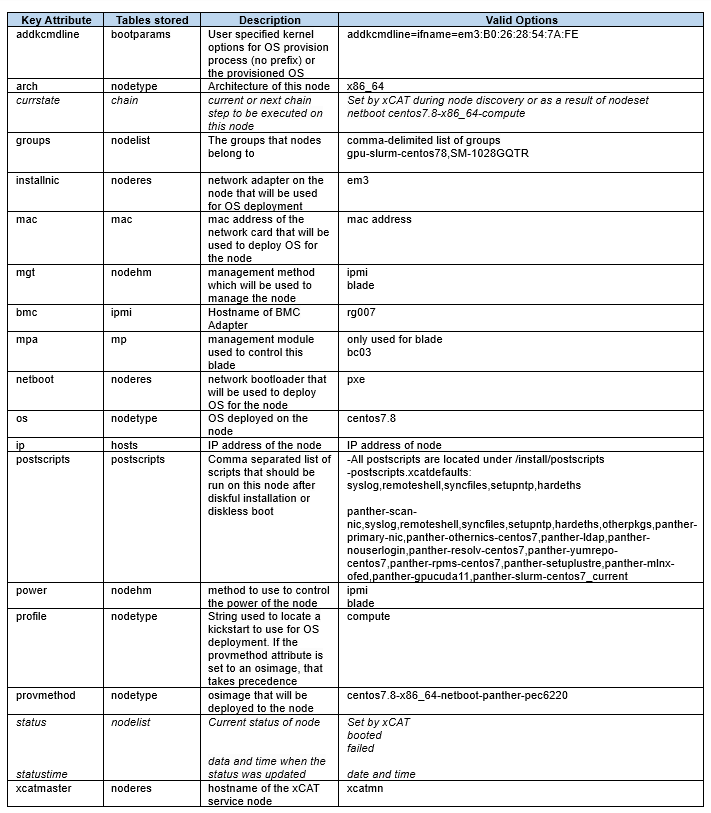 Key Attribute Tables stored Description Valid Options
addkcmdline bootparams User specified kernel addkcmdline=ifname=em3:B0:26:28:54:7A:FE
options for OS provision
process (no prefix) or
the provisioned OS
arch nodetype Architecture of this node x86_64
currstate chain current or next chain Set by xCAT during node discovery or as a result of nodeset
step to be executed on netboot centos7.8-x86_64-compute
this node
groups nodelist The groups that nodes comma-delimited list of groups
belong to gpu-slurm-centos78,SM-1028GQTR
installnic noderes network adapter on the em3
node that will be used
for OS deployment
mac mac mac address of the mac address
network card that will be
used to deploy OS for
the node
mgt nodehm management method ipmi
which will be used to blade
manage the node
bmc ipmi Hostname of BMC rg007
Adapter
mpa mp management module only used for blade
used to control this bc03
blade
netboot noderes network bootloader that pxe
will be used to deploy
OS for the node
os nodetype OS deployed on the centos7.8
node
ip hosts IP address of the node IP address of node
postscripts postscripts Comma separated list of -All postscripts are located under /install/postscripts
scripts that should be -postscripts.xcatdefaults:
run on this node after syslog,remoteshell,syncfiles,setupntp,hardeths
diskful installation or
diskless boot panther-scan-
nic,syslog,remoteshell,syncfiles,setupntp,hardeths,otherpkgs,panther-
primary-nic,panther-othernics-centos7,panther-ldap,panther-
nouserlogin,panther-resolv-centos7,panther-yumrepo-
centos7,panther-rpms-centos7,panther-setuplustre,panther-mlnx-
ofed,panther-gpucuda11,panther-slurm-centos7_current
power nodehm method to use to control ipmi
the power of the node blade
profile nodetype String used to locate a compute
kickstart to use for OS
deployment. If the
provmethod attribute is
set to an osimage, that
takes precedence
provmethod nodetype osimage that will be centos7.8-x86_64-netboot-panther-pec6220
deployed to the node
status nodelist Current status of node Set by xCAT
booted
failed
data and time when the
statustime status was updated date and time
xcatmaster noderes hostname of the xCAT xcatmn
service node